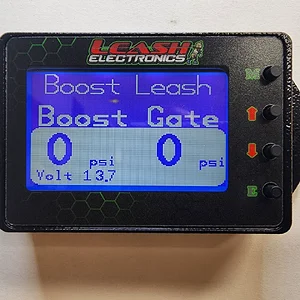 LEASH
ELECTRONICS
Boost Leash
M
Boost Gate
0 psi 0 psi
Volt 13.7
E